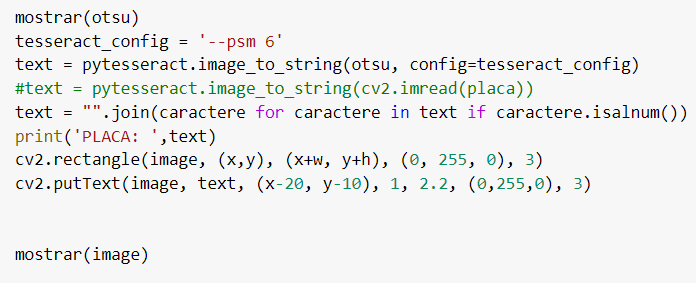 mostrar(otsu)
tesseract_config = '--psm 6'
text = pytesseract.image_to_string(otsu, config=tesseract_config)
#text = pytesseract.image_to_string(cv2.imread(placa))
text = "".join(caractere for caractere in text if caractere.isalnum())
print('PLACA: ',text)
cv2.rectangle(image, (x,y), (x+w, y+h), (0, 255, 0), 3)
cv2.putText(image, text, (x-20, y-10), 1, 2.2, (0,255,0), 3)
mostrar(image)